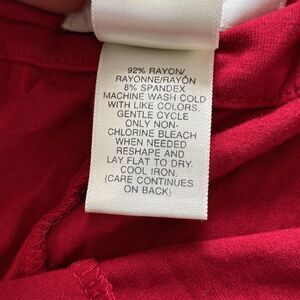 92% RAYON/
RAYONNE/RAYÓN
8% SPANDEX
MACHINE WASH COLD
WITH LIKE COLORS.
GENTLE CYCLE
ONLY NON-
CHLORINE BLEACH
WHEN NEEDED
RESHAPE AND
LAY FLAT TO DRY.
COOL IRON.
(CARE CONTINUES
ON BACK)